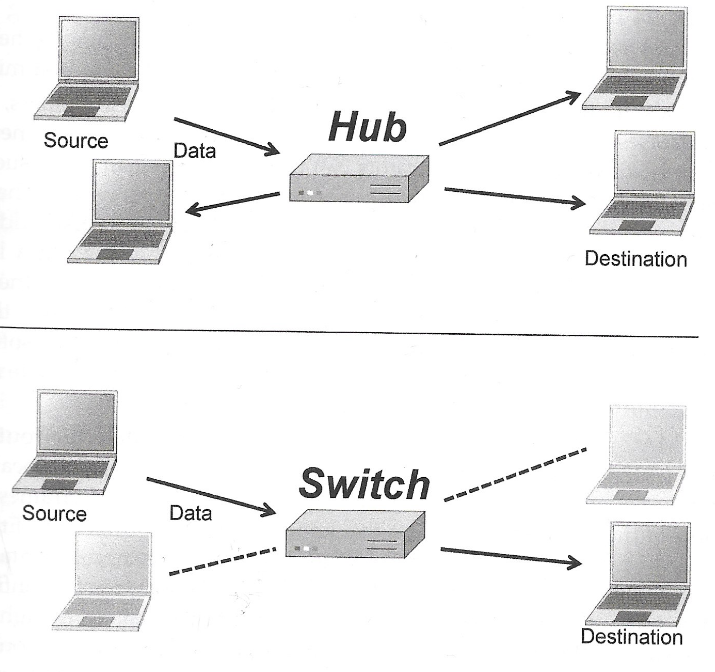 Hub
Source
Data
Destination
Switch
Source
Data
Destination